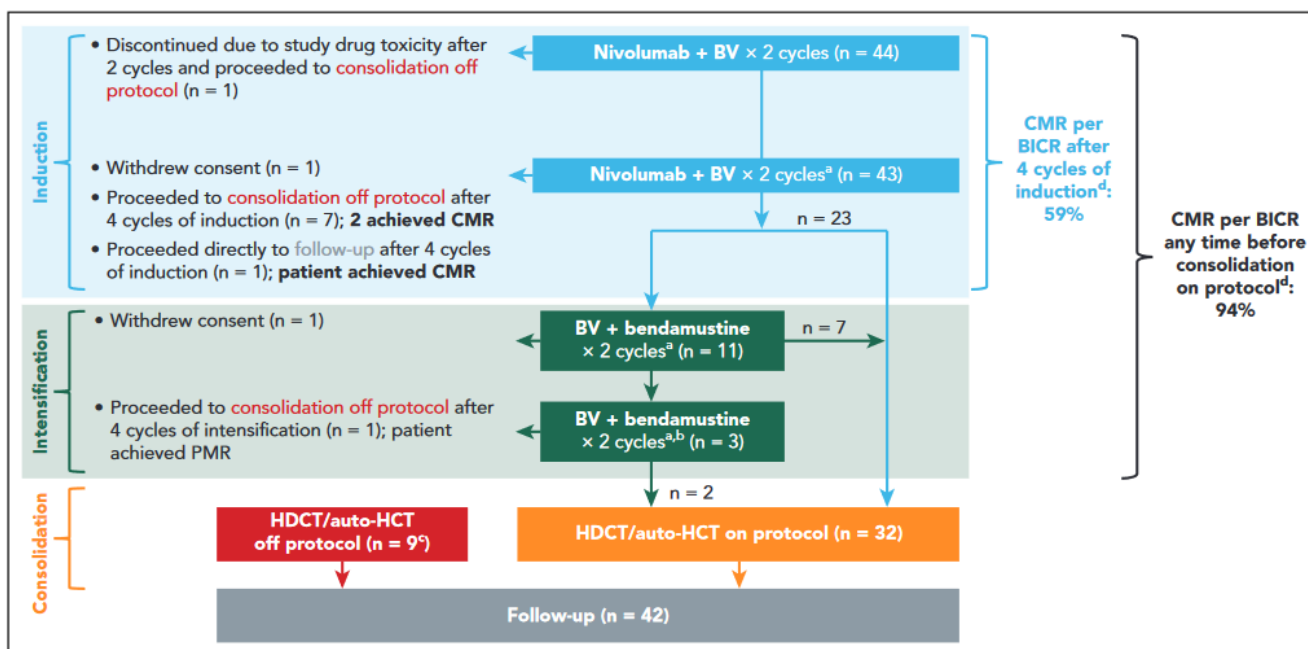 Induction
• Discontinued due to study drug toxicity after
2 cycles and proceeded to consolidation off
protocol (n = 1)
Nivolumab + BV × 2 cycles (n = 44)
• Withdrew consent (n = 1)
• Proceeded to consolidation off protocol after
4 cycles of induction (n = 7); 2 achieved CMR
• Proceeded directly to follow-up after 4 cycles
of induction (n = 1); patient achieved CMR
Nivolumab + BV × 2 cyclesᵃ (n = 43)
n = 23
CMR per
BICR after
4 cycles of
inductionᵈ:
59%
CMR per BICR
any time before
consolidation
on protocolᵈ:
94%
Intensification
• Withdrew consent (n = 1)
BV + bendamustine
× 2 cyclesᵃ (n = 11)
n = 7
• Proceeded to consolidation off protocol after
4 cycles of intensification (n = 1); patient
achieved PMR
BV + bendamustine
× 2 cyclesᵃ,ᵇ (n = 3)
n = 2
Consolidation
HDCT/auto-HCT
off protocol (n = 9ᶜ)
HDCT/auto-HCT on protocol (n = 32)
Follow-up (n = 42)